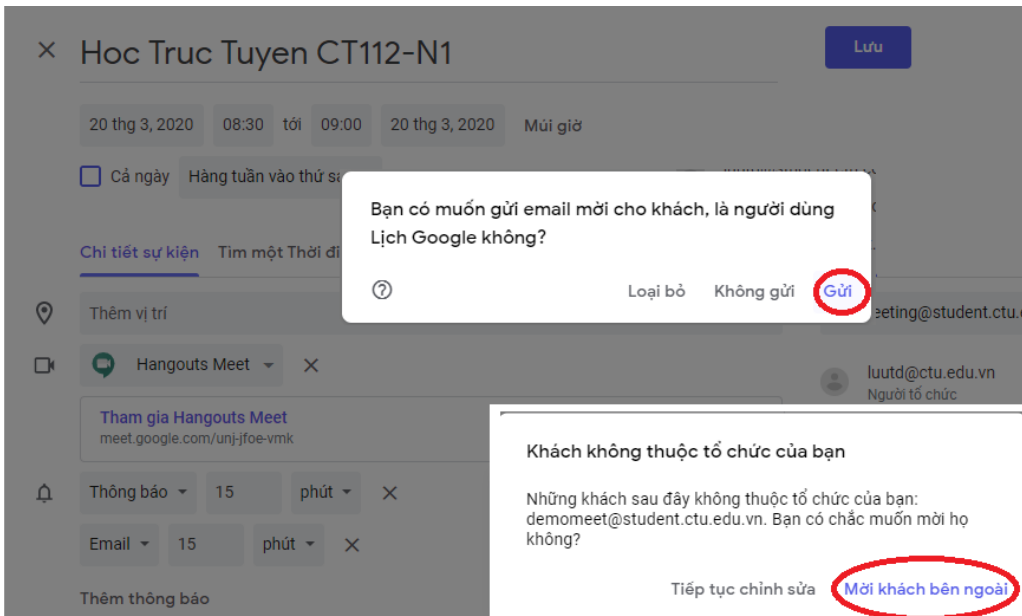 Hoc Truc Tuyen CT112-N1
Lưu
20 thg 3, 2020 08:30 tới 09:00 20 thg 3, 2020 Múi giờ
Cả ngày Hàng tuần vào thứ
Bạn có muốn gửi email mời cho khách, là người dùng
Lịch Google không?
Loại bỏ Không gửi Gửi
Chi tiết sự kiện Tìm một Thời
Thêm vị trí
Hangouts Meet
luutd@ctu.edu.vn
Người tổ chức
Tham gia Hangouts Meet
meet.google.com/unj-jfoe-vmk
Thông báo 15 phút
Email 15 phút
Thêm thông báo
Khách không thuộc tổ chức của bạn
Những khách sau đây không thuộc tổ chức của bạn:
demomeet@student.ctu.edu.vn. Bạn có chắc muốn mời họ
không?
Tiếp tục chỉnh sửa Mời khách bên ngoài